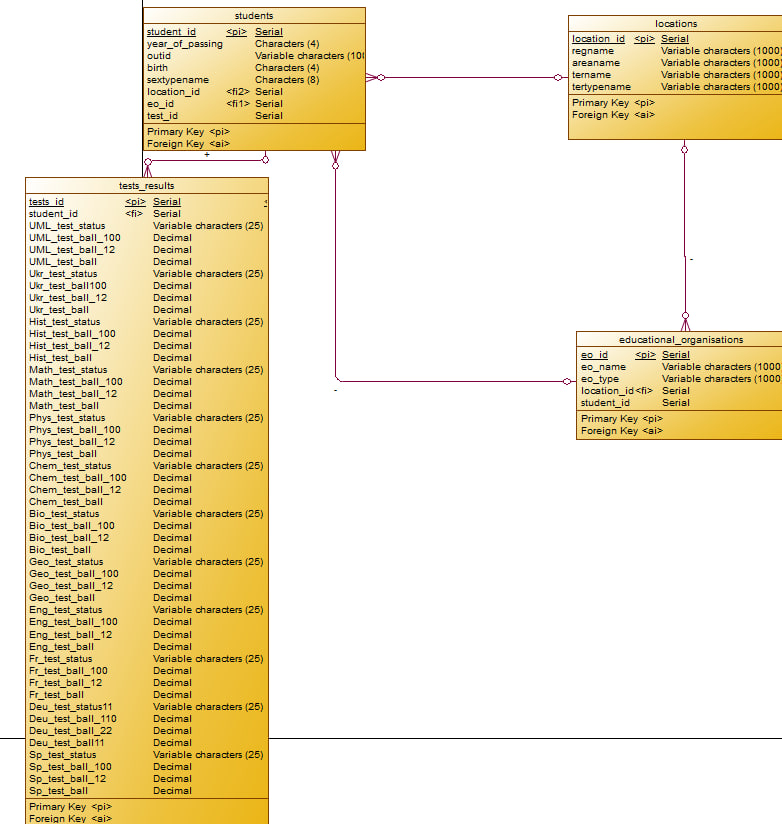 students
student_id <pi> Serial
year_of_passing Characters (4)
outid Variable characters (10
birth Characters (4)
sextypename Characters (8)
location_id <fi2> Serial
eo_id <fi1> Serial
test_id Serial
Primary Key <pi>
Foreign Key <ai>
+
locations
location_id <pi> Serial
regname Variable characters (1000)
areaname Variable characters (1000)
tername Variable characters (1000)
tertypename Variable characters (1000)
Primary Key <pi>
Foreign Key <ai>
-
-
tests_results
tests_id <pi> Serial <
student_id <fi> Serial
UML_test_status Variable characters (25)
UML_test_ball_100 Decimal
UML_test_ball_12 Decimal
UML_test_ball Decimal
Ukr_test_status Variable characters (25)
Ukr_test_ball100 Decimal
Ukr_test_ball_12 Decimal
Ukr_test_ball Decimal
Hist_test_status Variable characters (25)
Hist_test_ball_100 Decimal
Hist_test_ball_12 Decimal
Hist_test_ball Decimal
Math_test_status Variable characters (25)
Math_test_ball_100 Decimal
Math_test_ball_12 Decimal
Math_test_ball Decimal
Phys_test_status Variable characters (25)
Phys_test_ball_100 Decimal
Phys_test_ball_12 Decimal
Phys_test_ball Decimal
Chem_test_status Variable characters (25)
Chem_test_ball_100 Decimal
Chem_test_ball_12 Decimal
Chem_test_ball Decimal
Bio_test_status Variable characters (25)
Bio_test_ball_100 Decimal
Bio_test_ball_12 Decimal
Bio_test_ball Decimal
Geo_test_status Variable characters (25)
Geo_test_ball_100 Decimal
Geo_test_ball_12 Decimal
Geo_test_ball Decimal
Eng_test_status Variable characters (25)
Eng_test_ball_100 Decimal
Eng_test_ball_12 Decimal
Eng_test_ball Decimal
Fr_test_status Variable characters (25)
Fr_test_ball_100 Decimal
Fr_test_ball_12 Decimal
Fr_test_ball Decimal
Deu_test_status11 Variable characters (25)
Deu_test_ball_110 Decimal
Deu_test_ball_22 Decimal
Deu_test_ball11 Decimal
Sp_test_status Variable characters (25)
Sp_test_ball_100 Decimal
Sp_test_ball_12 Decimal
Sp_test_ball Decimal
Primary Key <pi>
Foreign Key <ai>
educational_organisations
eo_id <pi> Serial
eo_name Variable characters (1000
eo_type Variable characters (1000
location_id <fi> Serial
student_id Serial
Primary Key <pi>
Foreign Key <ai>